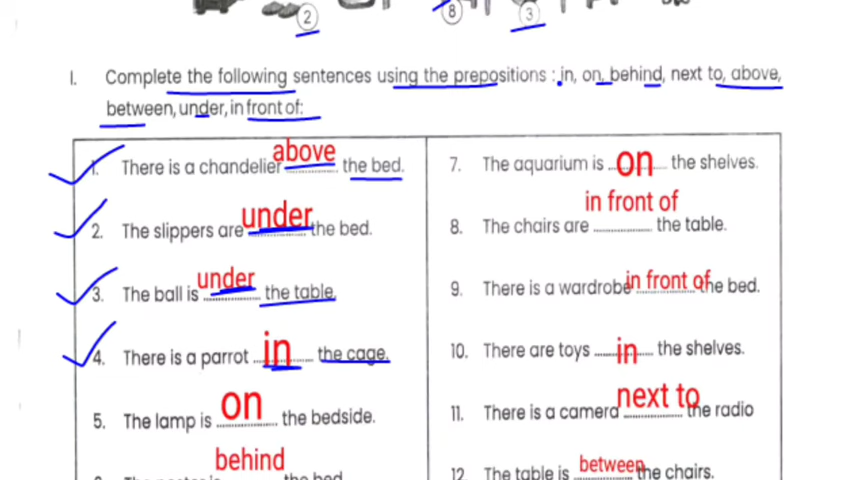 2
8
3
I. Complete the following sentences using the prepositions : in, on, behind, next to, above,
between, under, in front of:
1. There is a chandelier above the bed.
2. The slippers are under the bed.
3. The ball is under the table.
4. There is a parrot in the cage.
5. The lamp is on the bedside.
behind the bed
7. The aquarium is on the shelves.
8. The chairs are in front of the table.
9. There is a wardrobe in front of the bed.
10. There are toys in the shelves.
11. There is a camera next to the radio
12. The table is between the chairs.